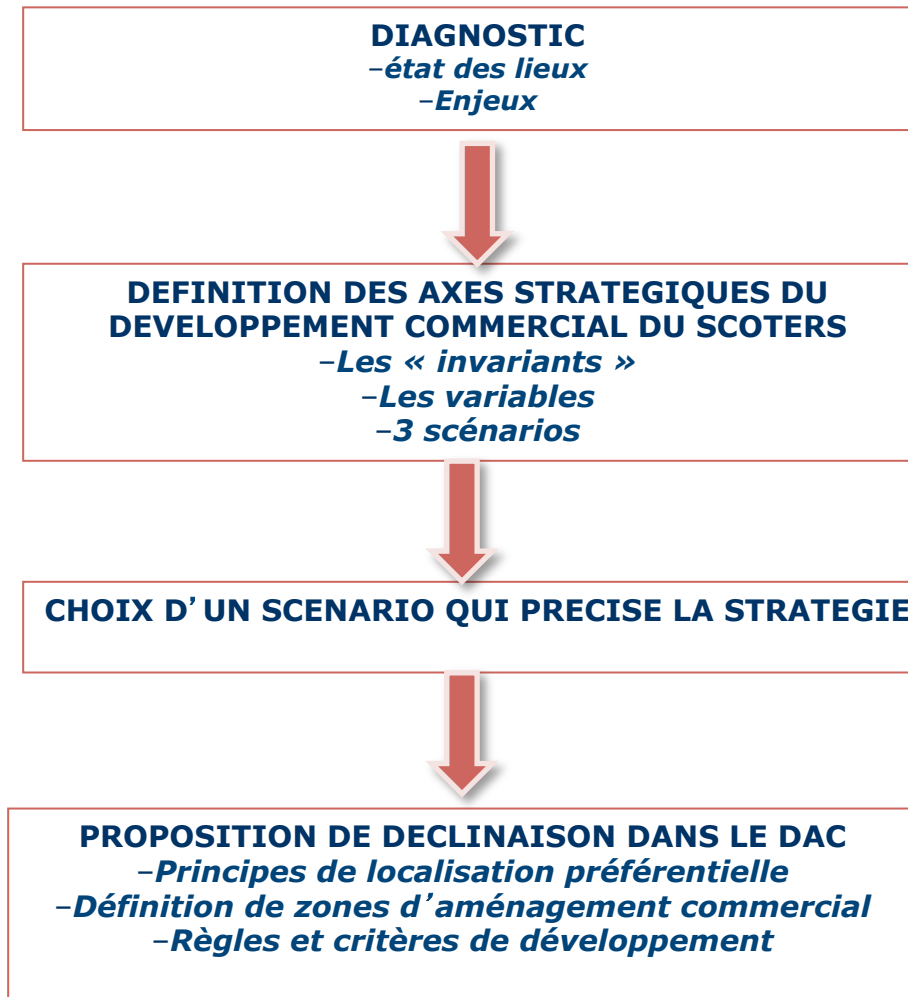 DIAGNOSTIC
–état des lieux
–Enjeux
DEFINITION DES AXES STRATEGIQUES DU
DEVELOPPEMENT COMMERCIAL DU SCOTERS
–Les « invariants »
–Les variables
–3 scénarios
CHOIX D’UN SCENARIO QUI PRECISE LA STRATEGIE
PROPOSITION DE DECLINAISON DANS LE DAC
–Principes de localisation préférentielle
–Définition de zones d’aménagement commercial
–Règles et critères de développement